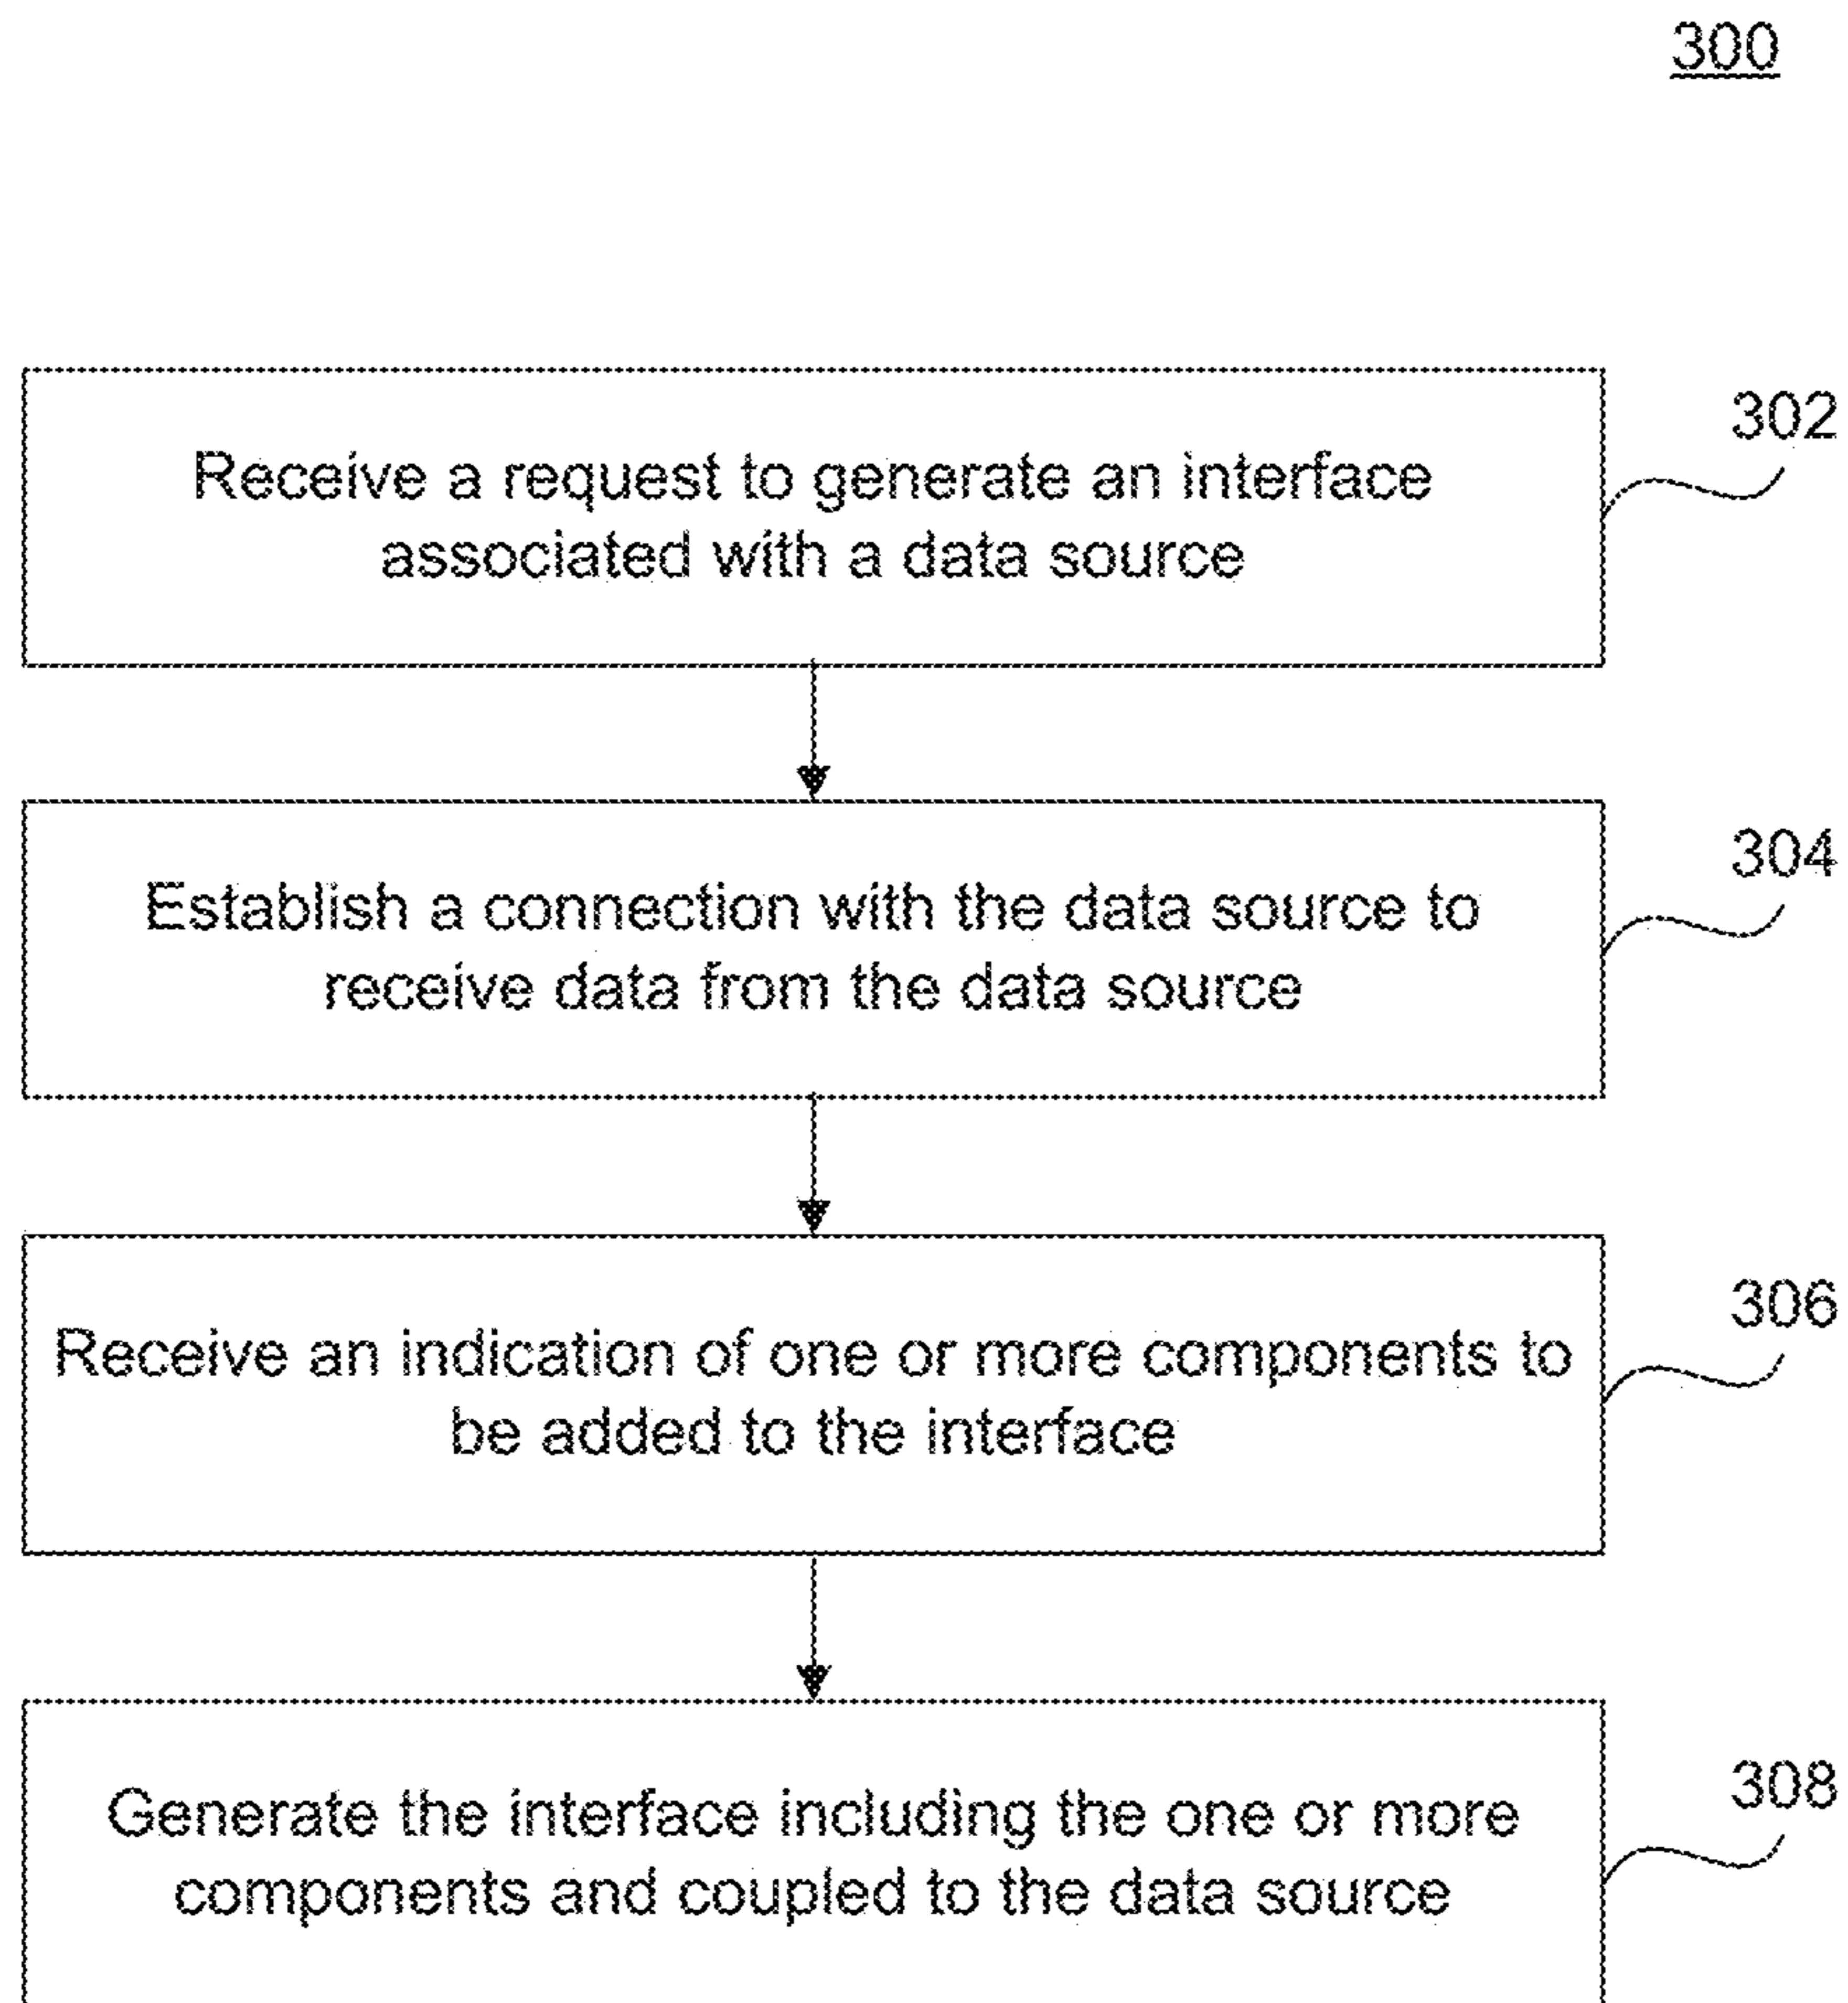 300
302
Receive a request to generate an interface
associated with a data source
304
Establish a connection with the data source to
receive data from the data source
306
Receive an indication of one or more components to
be added to the interface
308
Generate the interface including the one or more
components and coupled to the data source